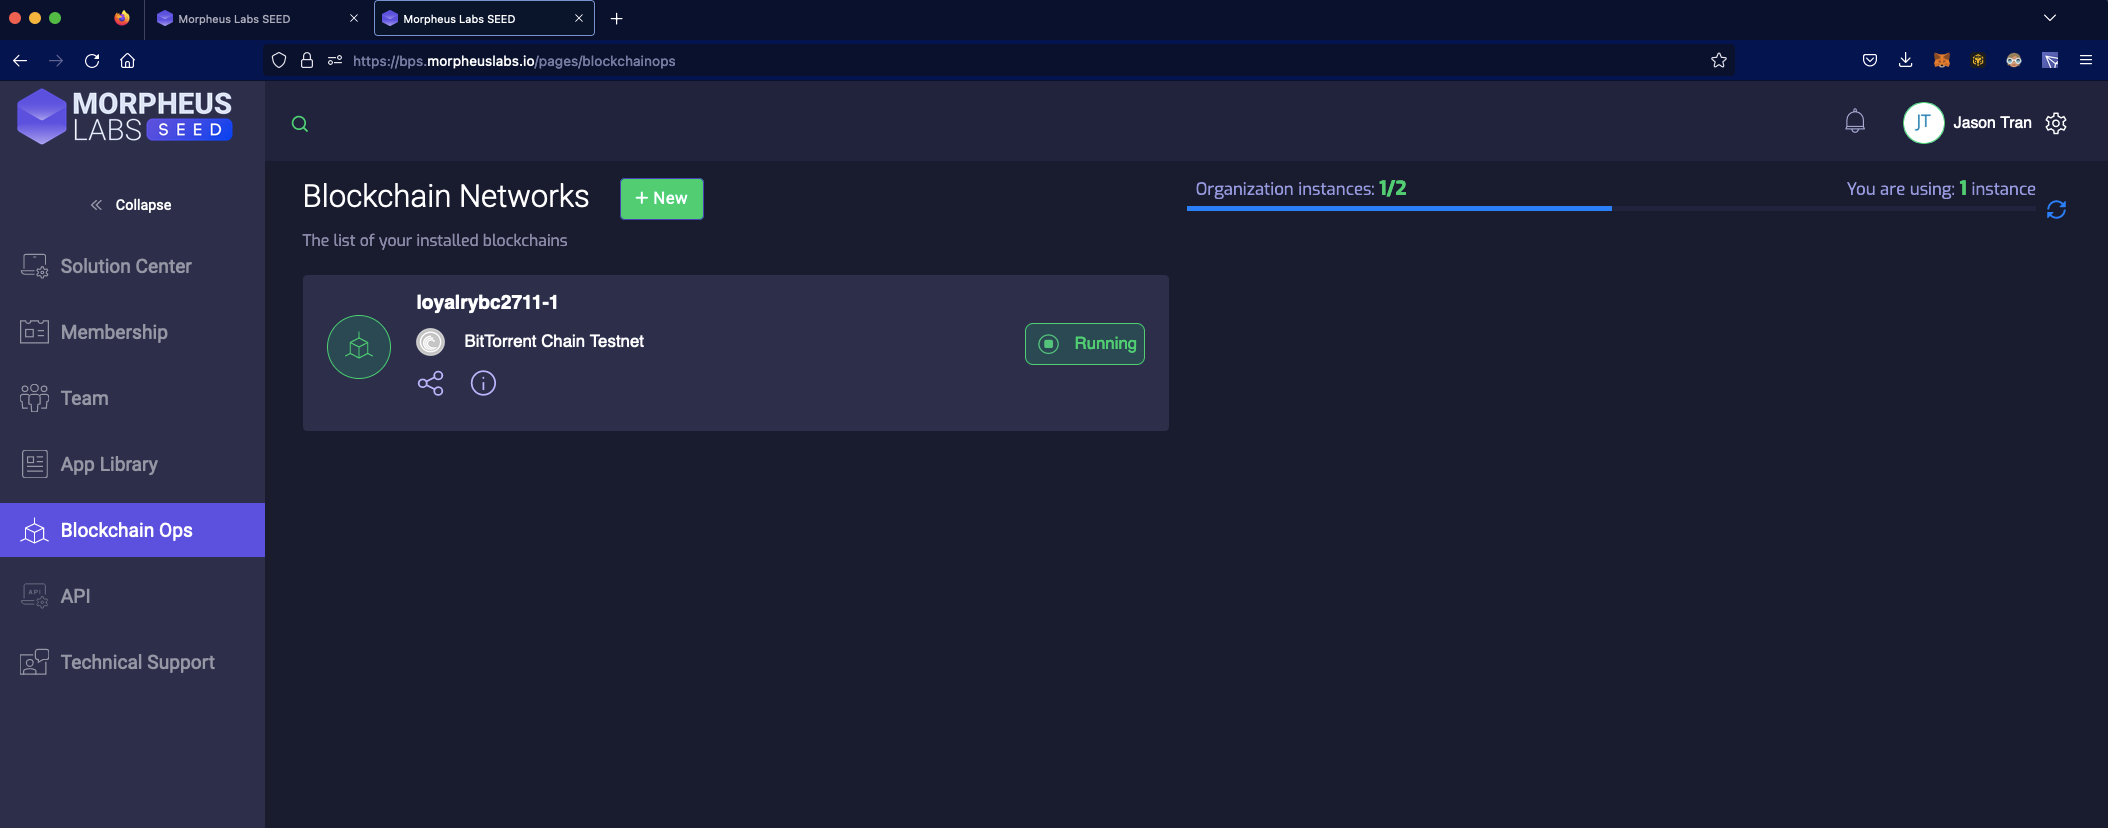 Morpheus Labs SEED
Morpheus Labs SEED
https://bps.morpheuslabs.io/pages/blockchainops
MORPHEUS
LABS SEED
JT Jason Tran
Collapse
Solution Center
Membership
Team
App Library
Blockchain Ops
API
API
Technical Support
Blockchain Networks
+ New
The list of your installed blockchains
Organization instances: 1/2
You are using: 1 instance
loyalrybc2711-1
BitTorrent Chain Testnet
Running